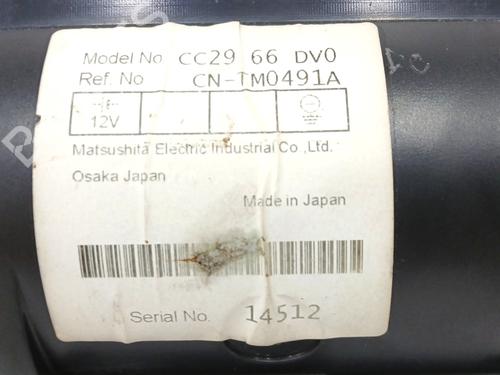 Model No. CC29 66 DV0
Ref. No CN-TM0491A
12V
Matsushita Electric Industrial Co.,Ltd.
Osaka Japan
Made in Japan
Serial No. 14512